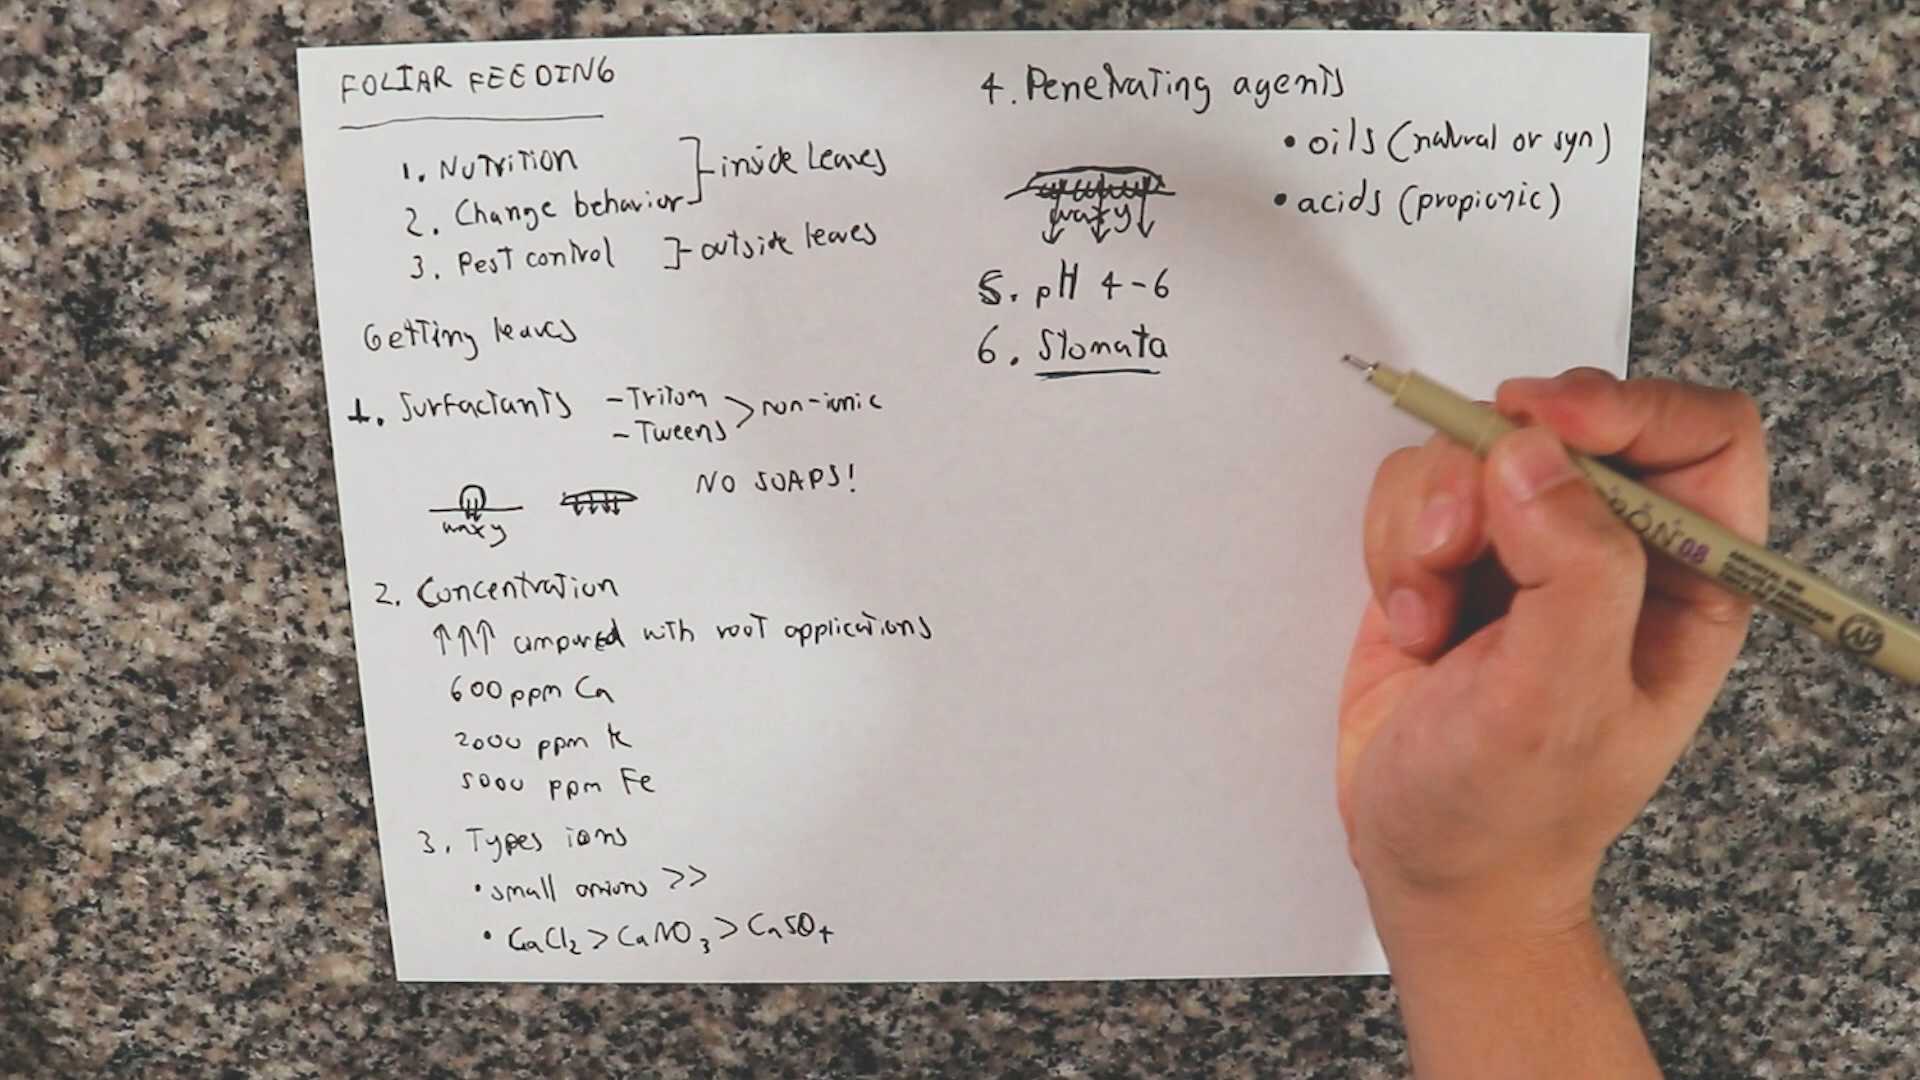 FOLIAR FEEDING
1. Nutrition
2. Change behavior
inside leaves
3. Pest control
outside leaves
Getting leaves
1. Surfactants
- Triton
- Tweens
non-ionic
NO SOAPS!
waxy
2. Concentration
↑↑↑ compared with root applications
600 ppm Ca
2000 ppm K
5000 ppm Fe
3. Types ions
• small anions >>
• CaCl2 > CaNO3 > CaSO4
4. Penetrating agents
• oils (natural or syn)
• acids (propionic)
waxy
5. pH 4-6
6. Stomata
08
AP